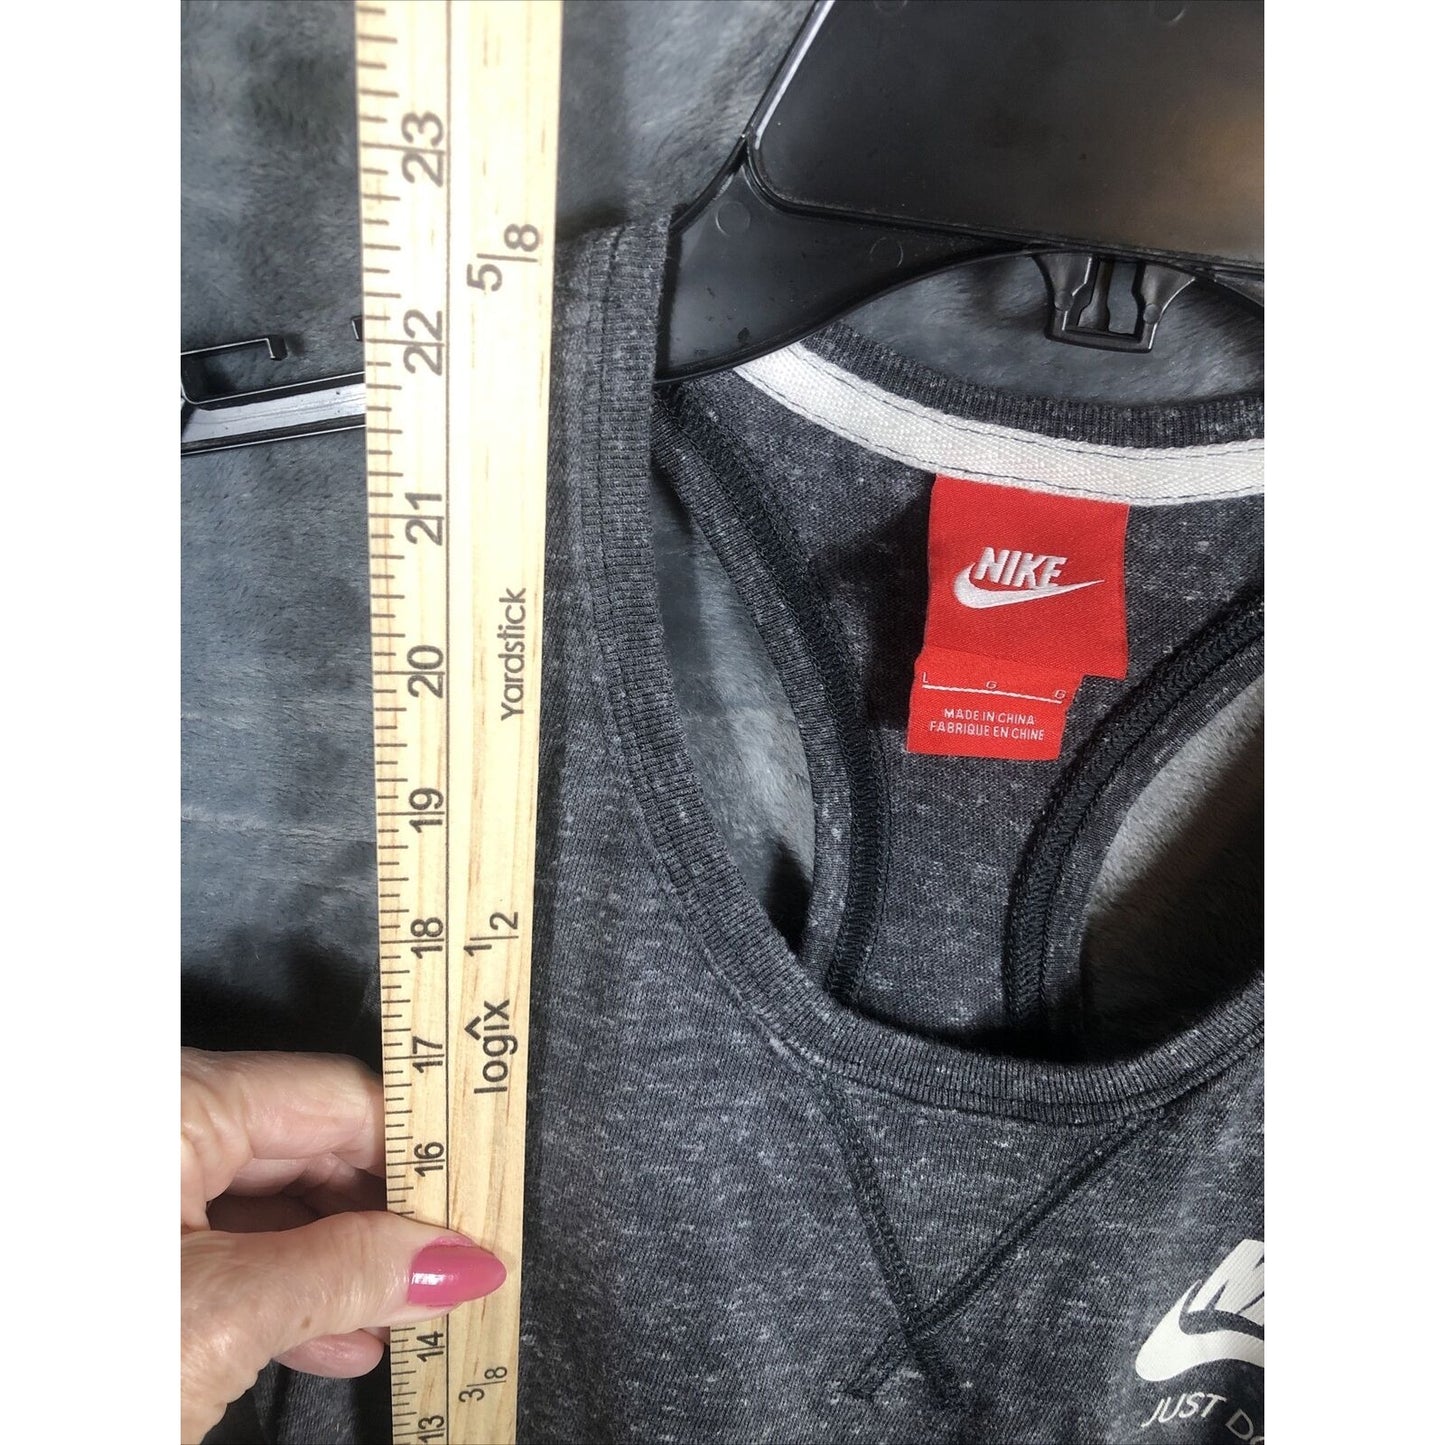 23
22
21
20
19
18
17
16
14
13
5/8
Yardstick
1/2
logix
3/8
NIKE
L G G
MADE IN CHINA
FABRIQUE EN CHINE
JUST